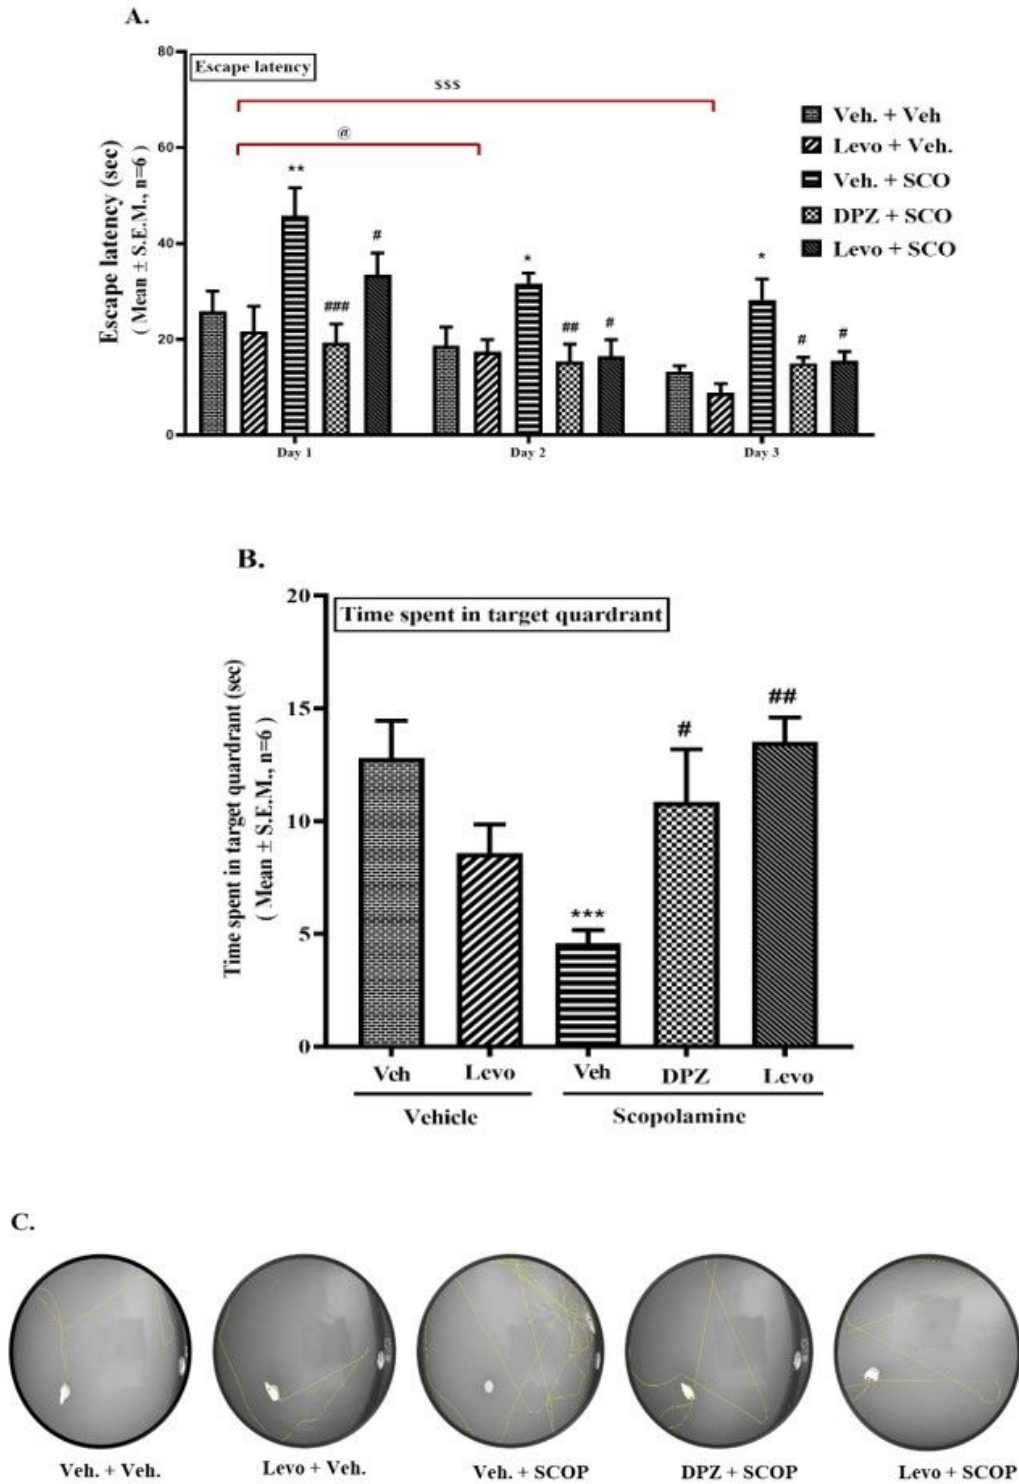 A.
80
Escape latency
$$$
@
Veh. + Veh
Levo + Veh.
Veh. + SCO
DPZ + SCO
Levo + SCO
Escape latency (sec)
( Mean ± S.E.M., n=6 )
60
40
20
0
**
#
###
*
##
#
*
#
#
Day 1
Day 2
Day 3
B.
20
Time spent in target quardrant
Time spent in target quardrant (sec)
( Mean ± S.E.M., n=6 )
15
10
5
0
***
#
##
Veh
Levo
Veh
DPZ
Levo
Vehicle
Scopolamine
C.
Veh. + Veh.
Levo + Veh.
Veh. + SCOP
DPZ + SCOP
Levo + SCOP